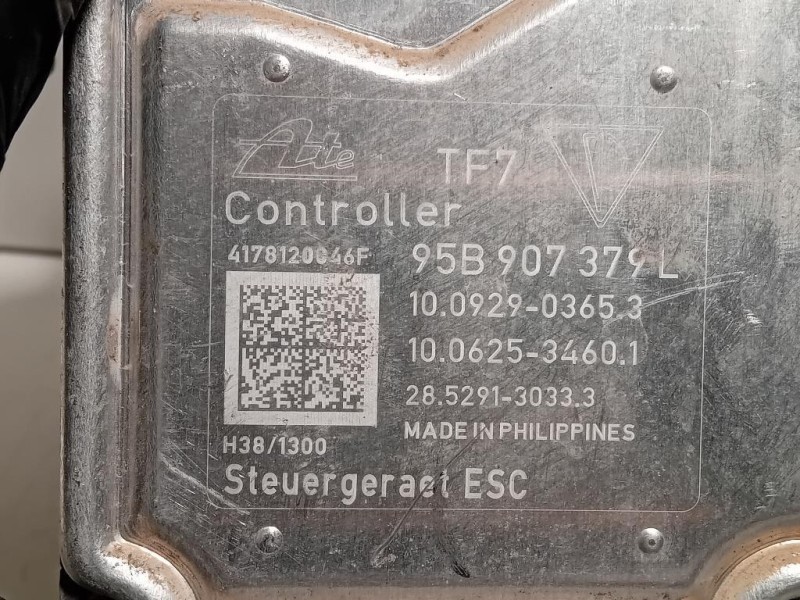 Ate TF7
Controller
4178120C46F 95B 907 379 L
10.0929-0365.3
10.0625-3460.1
28.5291-3033.3
MADE IN PHILIPPINES
H38/1300
Steuergeraet ESC